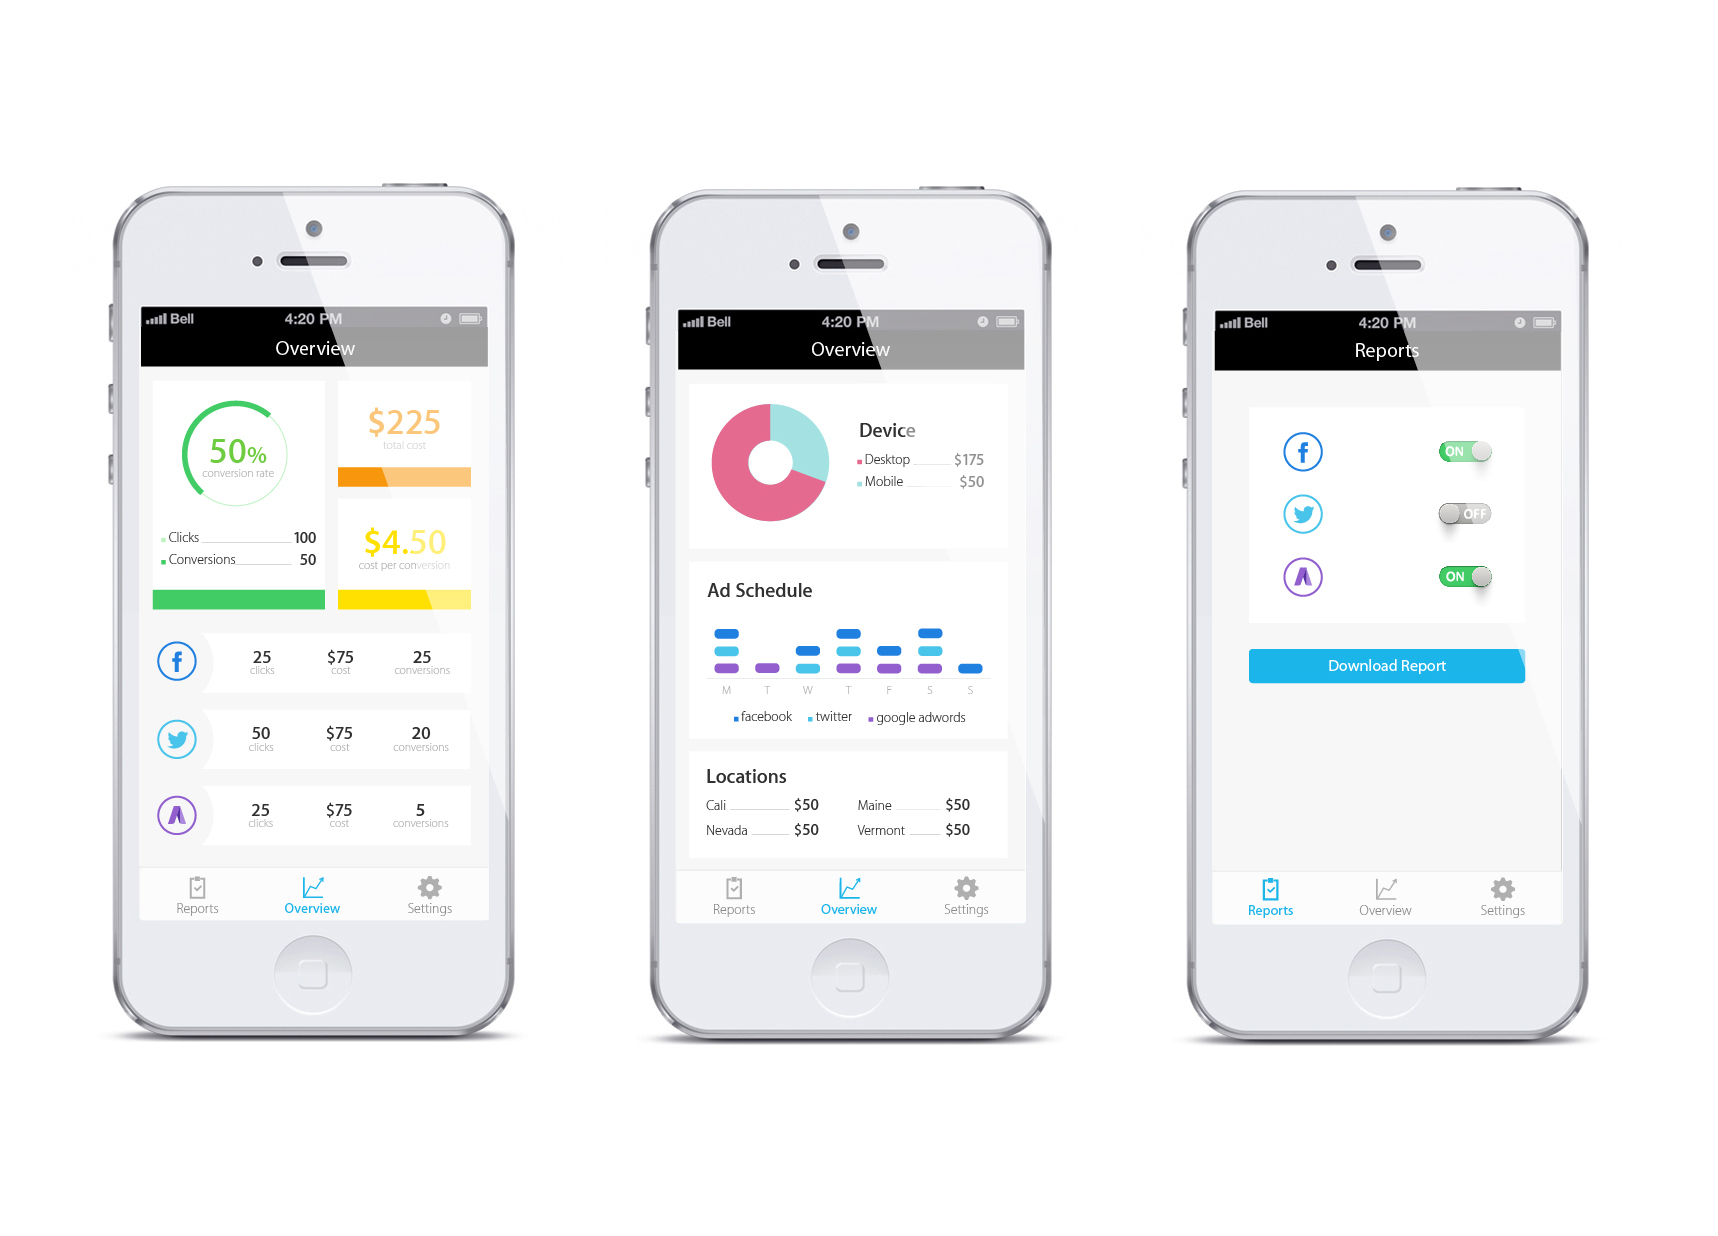 Bell 4:20 PM
Overview
50%
conversion rate
Clicks 100
Conversions 50
$225
total cost
$4.50
cost per conversion
25 $75 25
clicks cost conversions
50 $75 20
clicks cost conversions
25 $75 5
clicks cost conversions
Reports Overview Settings
Bell 4:20 PM
Overview
Device
Desktop $175
Mobile $50
Ad Schedule
M T W T F S S
facebook twitter google adwords
Locations
Cali $50 Maine $50
Nevada $50 Vermont $50
Reports Overview Settings
Bell 4:20 PM
Reports
ON
OFF
ON
Download Report
Reports Overview Settings